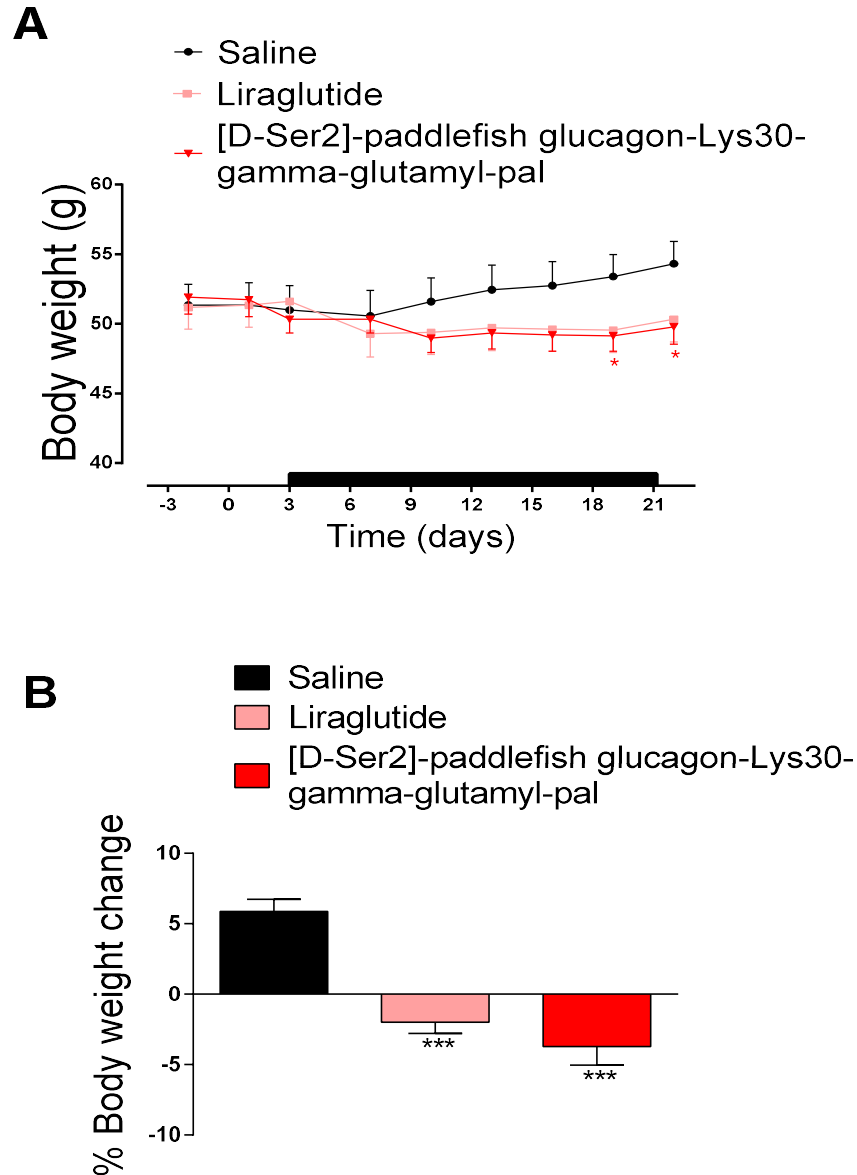 A
Saline
Liraglutide
[D-Ser2]-paddlefish glucagon-Lys30-
gamma-glutamyl-pal
Body weight (g)
60
55
50
45
40
* *
-3 0 3 6 9 12 15 18 21
Time (days)
B
Saline
Liraglutide
[D-Ser2]-paddlefish glucagon-Lys30-
gamma-glutamyl-pal
% Body weight change
10
5
0
-5
-10
*** ***